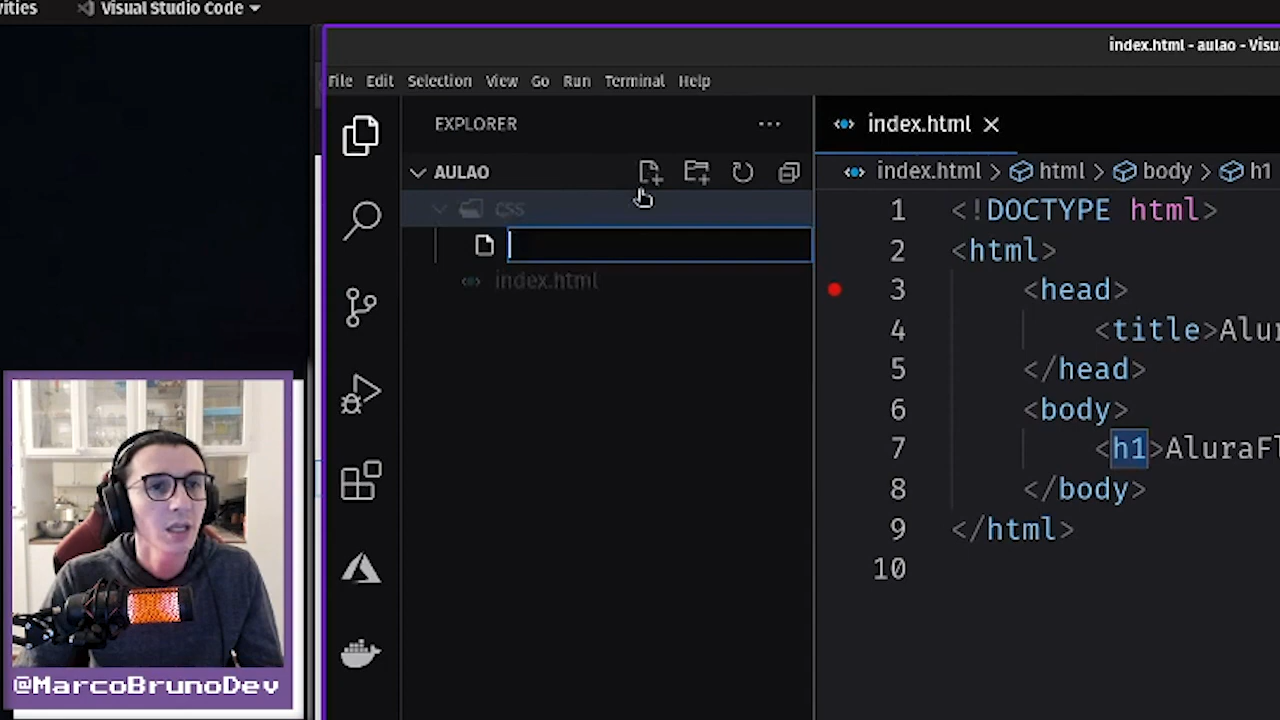 vities
Visual Studio Code
index.html - aulao - Visu
File Edit Selection View Go Run Terminal Help
EXPLORER
index.html
AULAO
index.html > html > body > h1
css
index.html
1 <!DOCTYPE html>
2 <html>
3 <head>
4 <title>Alur
5 </head>
6 <body>
7 <h1>AluraFl
8 </body>
9 </html>
10
@MarcoBrunoDev